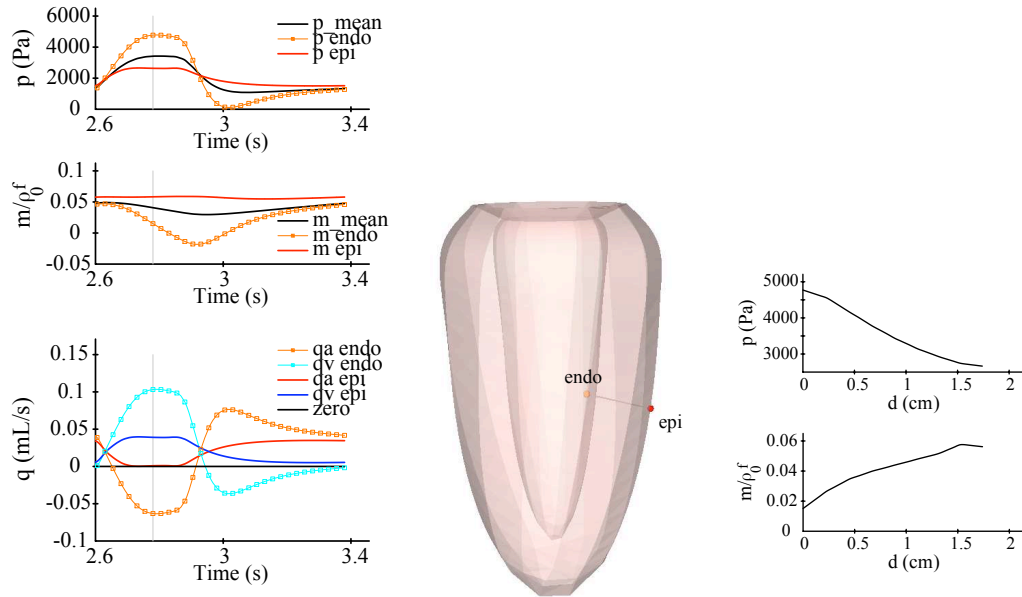 6000
4000
2000
0
p (Pa)
p_mean
p endo
p epi
2.6
3
3.4
Time (s)
0.1
0.05
0
-0.05
m/ρ₀ᶠ
m_mean
m_endo
m epi
2.6
3
3.4
Time (s)
0.15
0.1
0.05
0
-0.05
-0.1
q (mL/s)
qa endo
qv endo
qa epi
qv epi
zero
2.6
3
3.4
Time (s)
endo
epi
5000
4000
3000
p (Pa)
0
0.5
1
1.5
2
d (cm)
0.06
0.04
0.02
0
m/ρ₀ᶠ
0
0.5
1
1.5
2
d (cm)